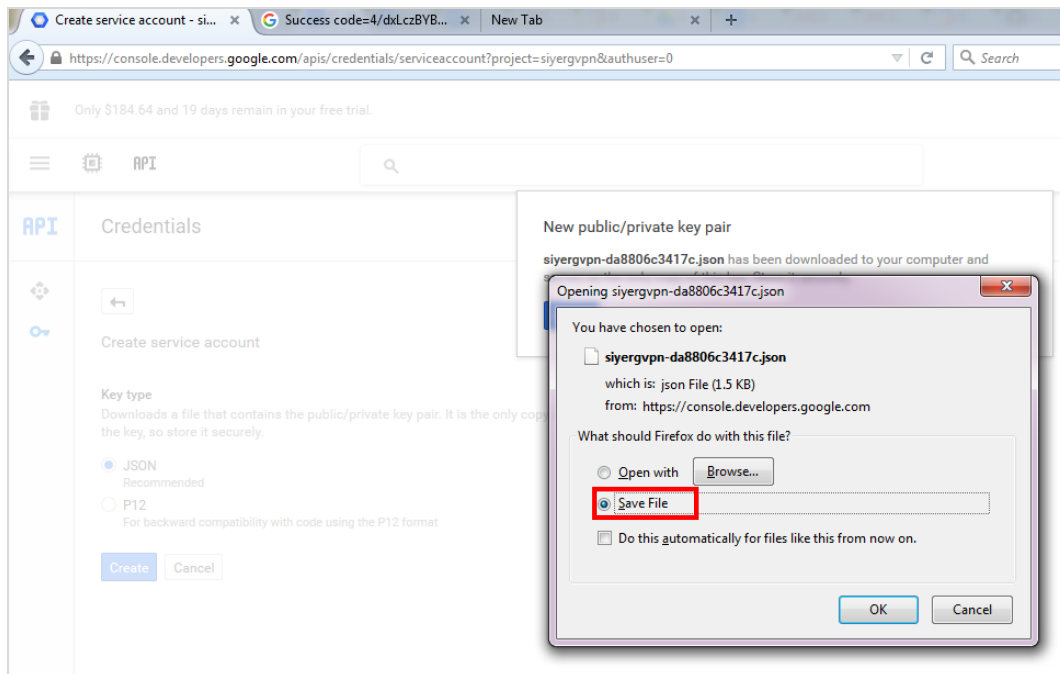 Create service account - si...
Success code=4/dxLczBYB...
New Tab
https://console.developers.google.com/apis/credentials/serviceaccount?project=siyergvpn&authuser=0
Search
Only $184.64 and 19 days remain in your free trial.
API
API
Credentials
New public/private key pair
siyergvpn-da8806c3417c.json has been downloaded to your computer and
Create service account
Key type
Downloads a file that contains the public/private key pair. It is the only copy
the key, so store it securely.
JSON
Recommended
P12
For backward compatibility with code using the P12 format
Create
Cancel
Opening siyergvpn-da8806c3417c.json
You have chosen to open:
siyergvpn-da8806c3417c.json
which is: json File (1.5 KB)
from: https://console.developers.google.com
What should Firefox do with this file?
Open with
Browse...
Save File
Do this automatically for files like this from now on.
OK
Cancel